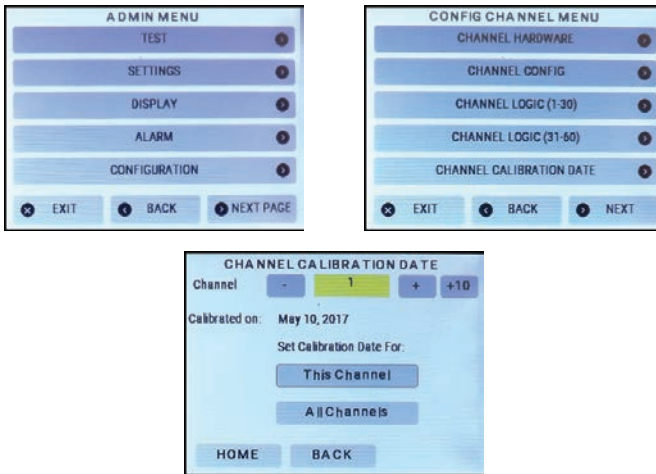 ADMIN MENU
TEST
SETTINGS
DISPLAY
ALARM
CONFIGURATION
EXIT BACK NEXT PAGE
CONFIG CHANNEL MENU
CHANNEL HARDWARE
CHANNEL CONFIG
CHANNEL LOGIC (1-30)
CHANNEL LOGIC (31-60)
CHANNEL CALIBRATION DATE
EXIT BACK NEXT
CHANNEL CALIBRATION DATE
Channel - 1 + +10
Calibrated on: May 10, 2017
Set Calibration Date For:
This Channel
All Channels
HOME BACK